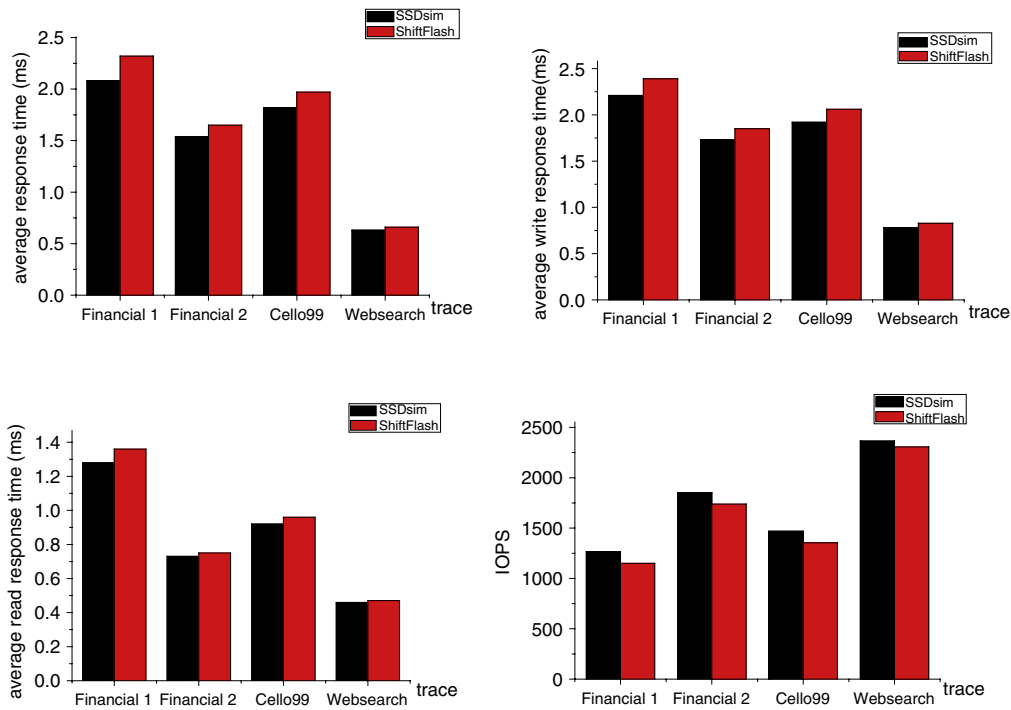 SSDsim
ShiftFlash
average response time (ms)
2.5
2.0
1.5
1.0
0.5
0.0
Financial 1 Financial 2 Cello99 Websearch
trace
SSDsim
ShiftFlash
average write response time(ms)
2.5
2.0
1.5
1.0
0.5
0.0
Financial 1 Financial 2 Cello99 Websearch
trace
SSDsim
ShiftFlash
average read response time (ms)
1.4
1.2
1.0
0.8
0.6
0.4
0.2
0.0
Financial 1 Financial 2 Cello99 Websearch
trace
SSDsim
ShiftFlash
IOPS
2500
2000
1500
1000
500
0
Financial 1 Financial 2 Cello99 Websearch
trace